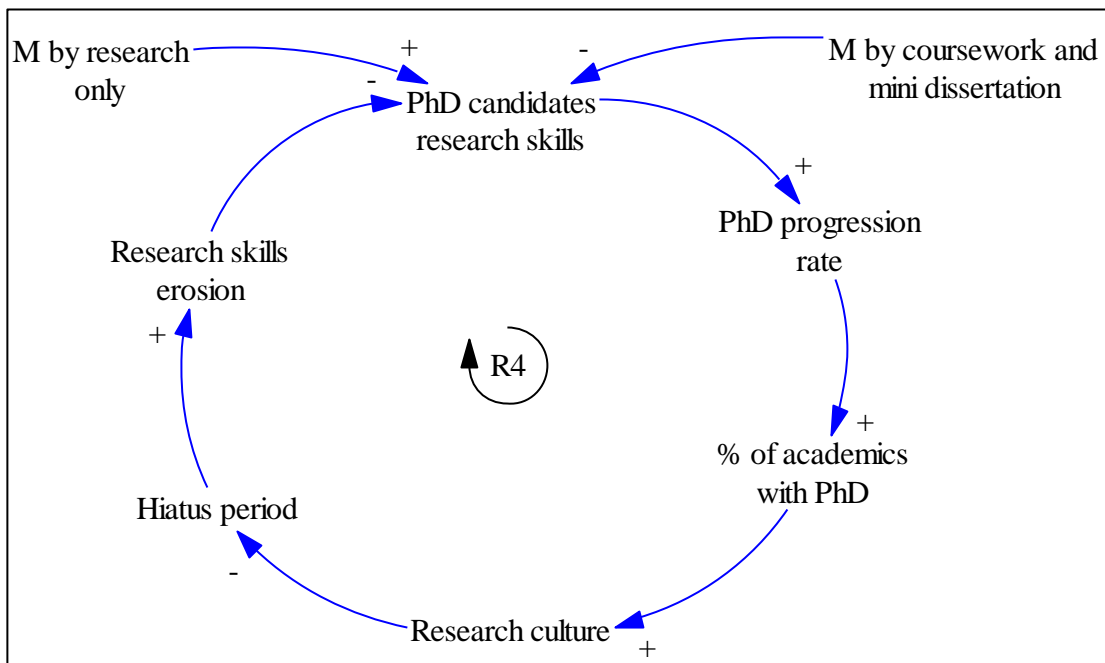 M by research
only
+
-
-
M by coursework and
mini dissertation
PhD candidates
research skills
+
PhD progression
rate
Research skills
erosion
+
R4
+
% of academics
with PhD
Hiatus period
-
Research culture
+